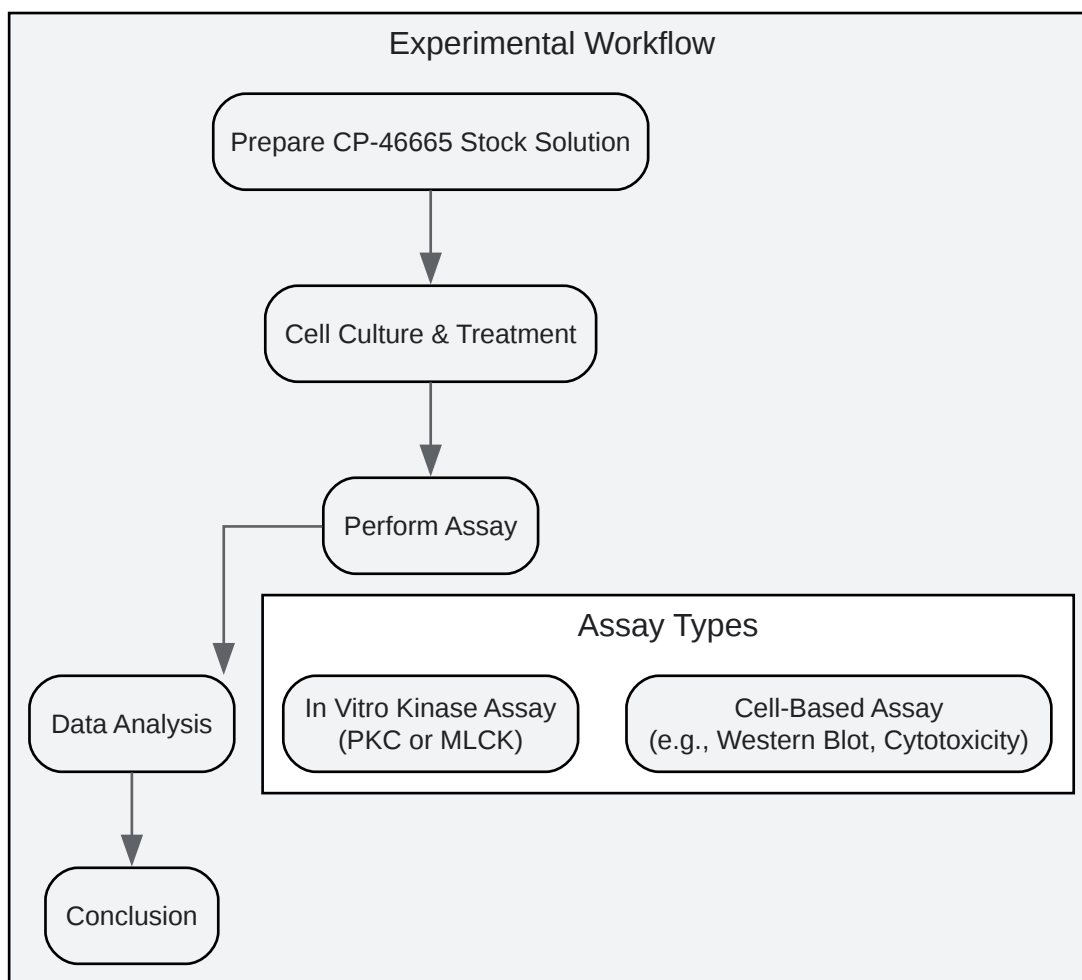 Experimental Workflow
Prepare CP-46665 Stock Solution
Cell Culture & Treatment
Perform Assay
Assay Types
Data Analysis
In Vitro Kinase Assay
(PKC or MLCK)
Cell-Based Assay
(e.g., Western Blot, Cytotoxicity)
Conclusion